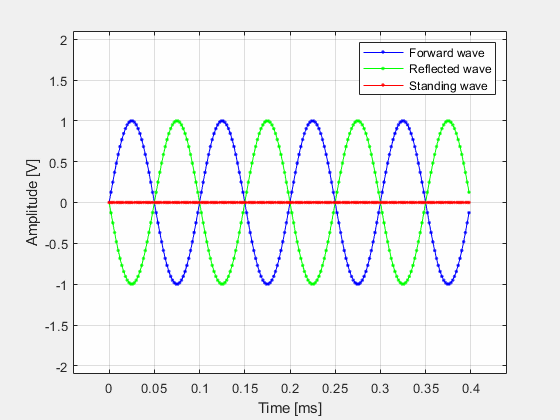 Forward wave
Reflected wave
Standing wave
2
1.5
1
0.5
0
-0.5
-1
-1.5
-2
Amplitude [V]
0 0.05 0.1 0.15 0.2 0.25 0.3 0.35 0.4
Time [ms]